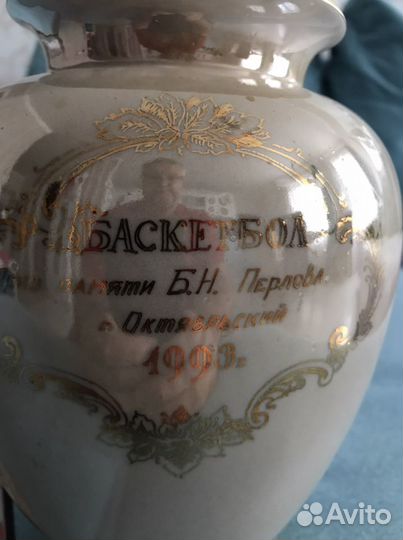 БАСКЕТБОЛ
памяти Б.Н. Перлова
г. Октябрьский
1993г.
Avito